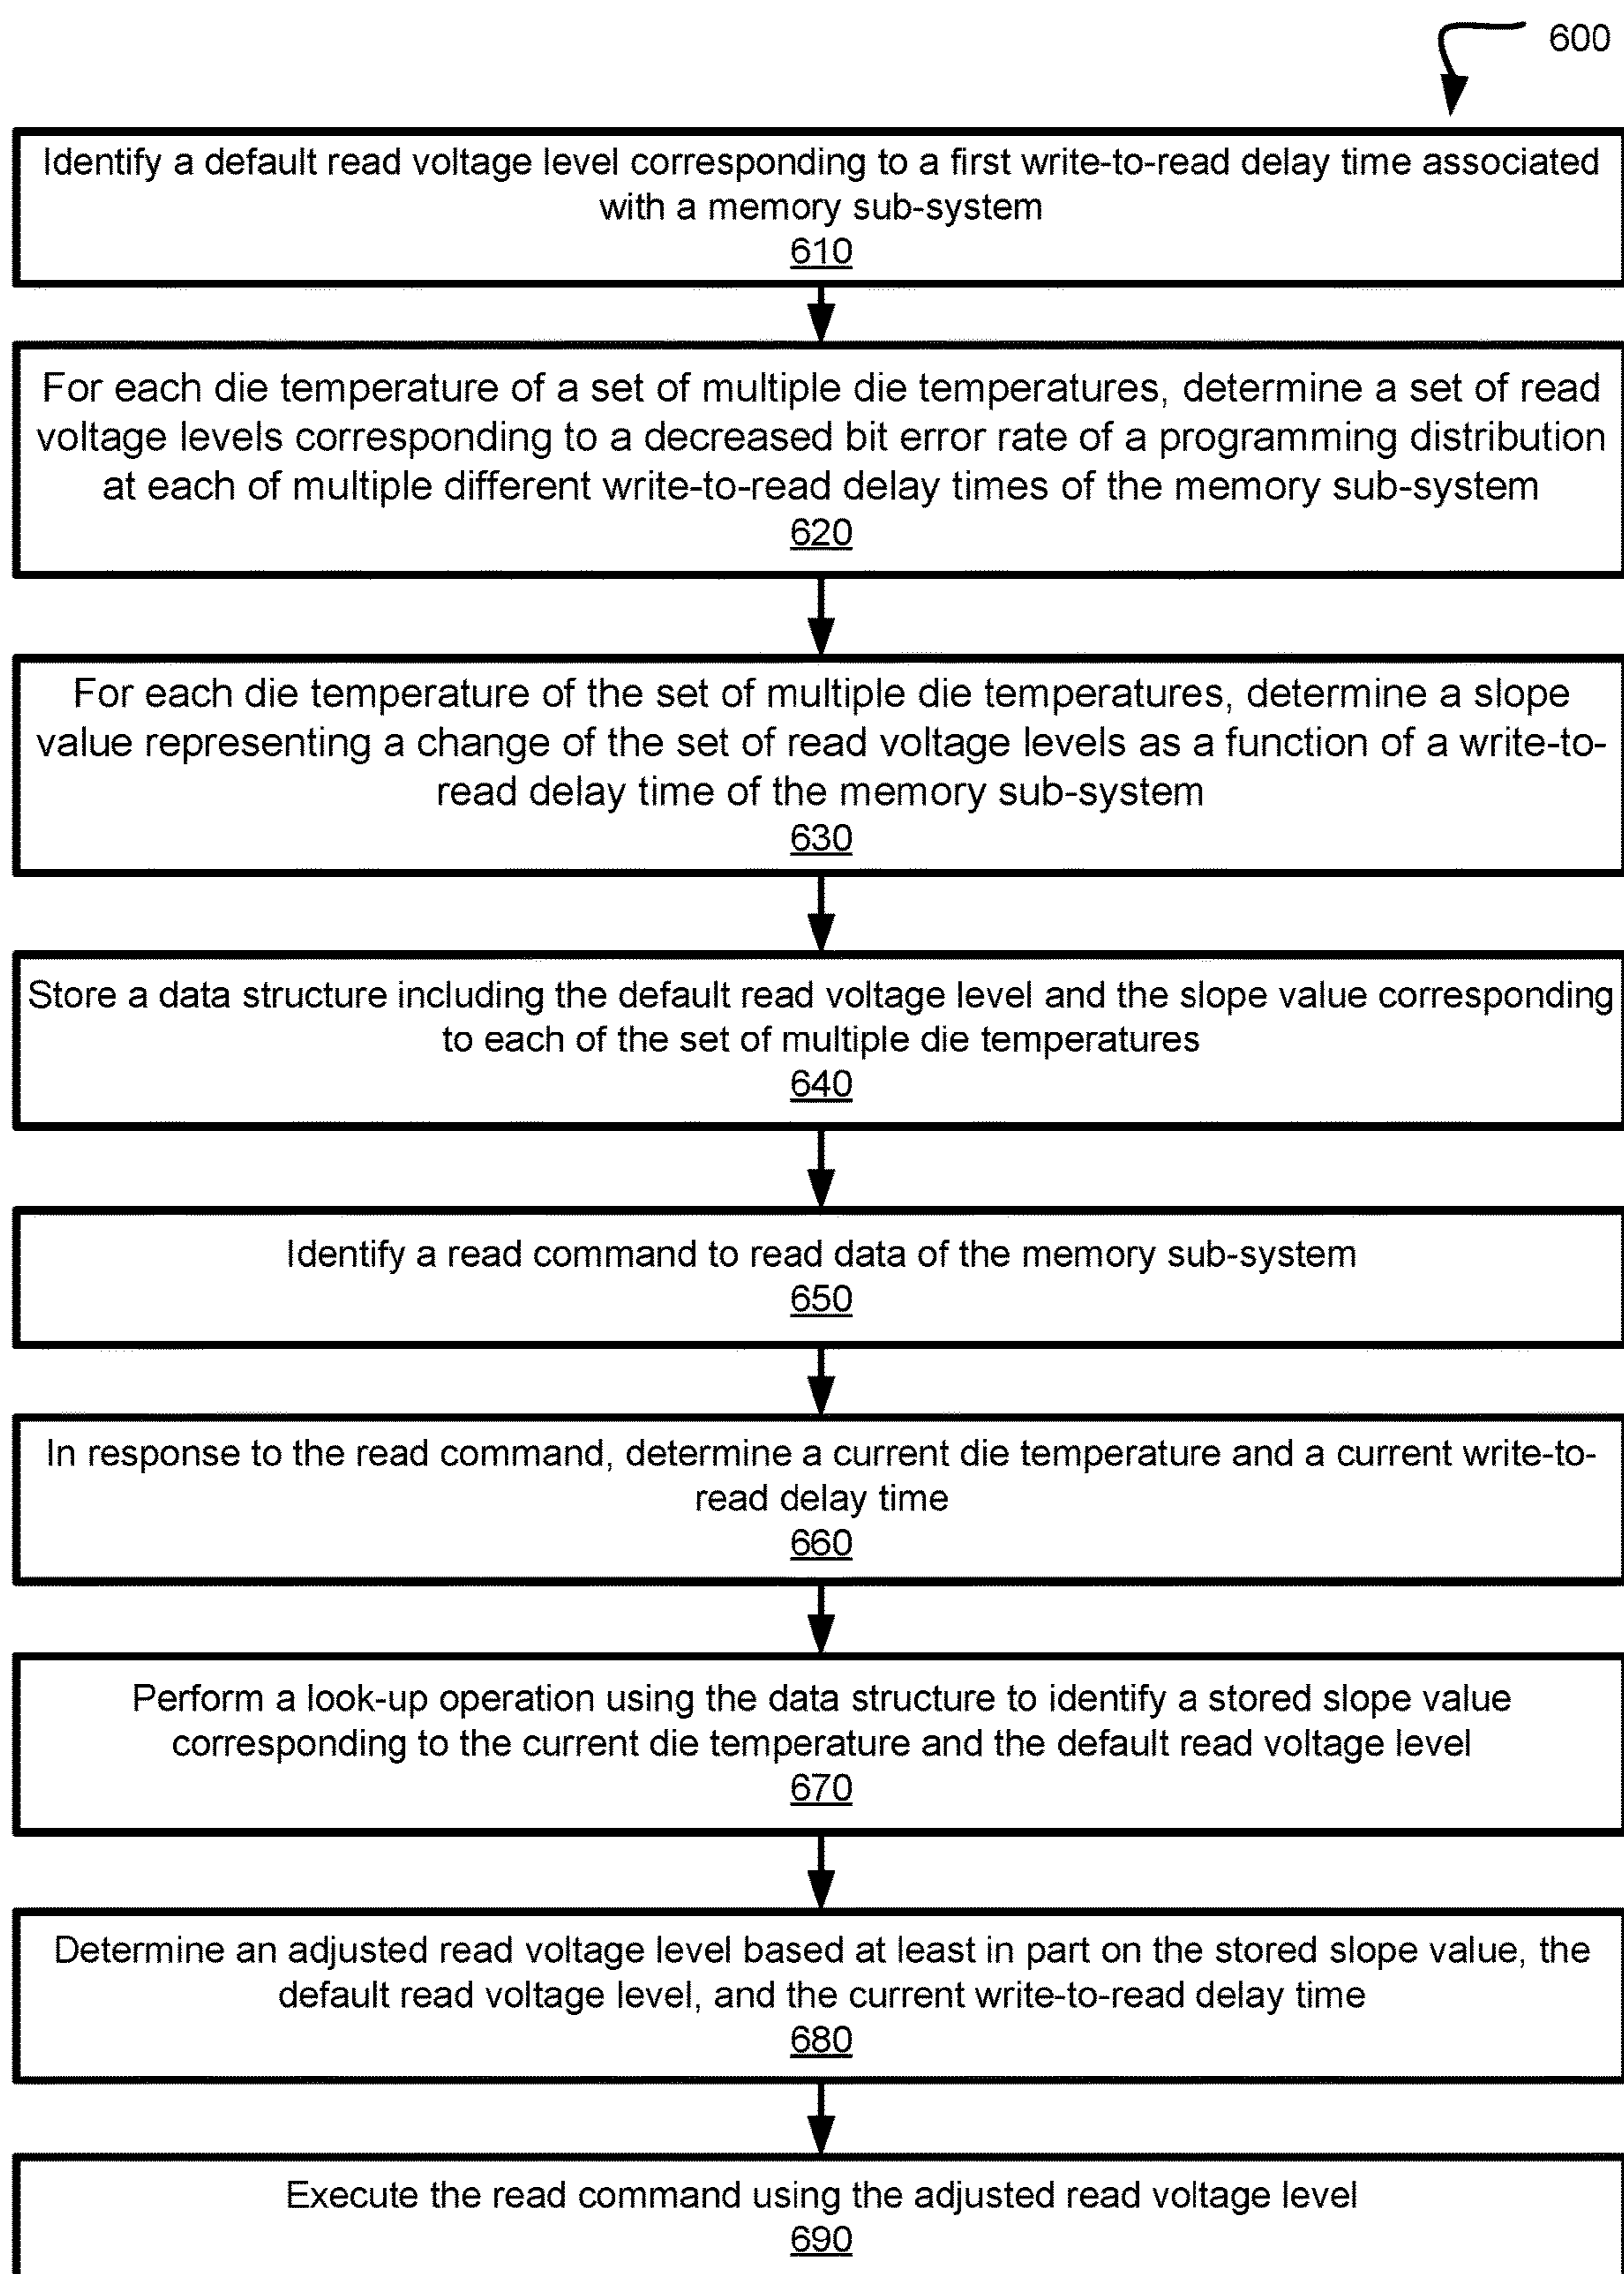 600
Identify a default read voltage level corresponding to a first write-to-read delay time associated
with a memory sub-system
610
For each die temperature of a set of multiple die temperatures, determine a set of read
voltage levels corresponding to a decreased bit error rate of a programming distribution
at each of multiple different write-to-read delay times of the memory sub-system
620
For each die temperature of the set of multiple die temperatures, determine a slope
value representing a change of the set of read voltage levels as a function of a write-to-
read delay time of the memory sub-system
630
Store a data structure including the default read voltage level and the slope value corresponding
to each of the set of multiple die temperatures
640
Identify a read command to read data of the memory sub-system
650
In response to the read command, determine a current die temperature and a current write-to-
read delay time
660
Perform a look-up operation using the data structure to identify a stored slope value
corresponding to the current die temperature and the default read voltage level
670
Determine an adjusted read voltage level based at least in part on the stored slope value, the
default read voltage level, and the current write-to-read delay time
680
Execute the read command using the adjusted read voltage level
690